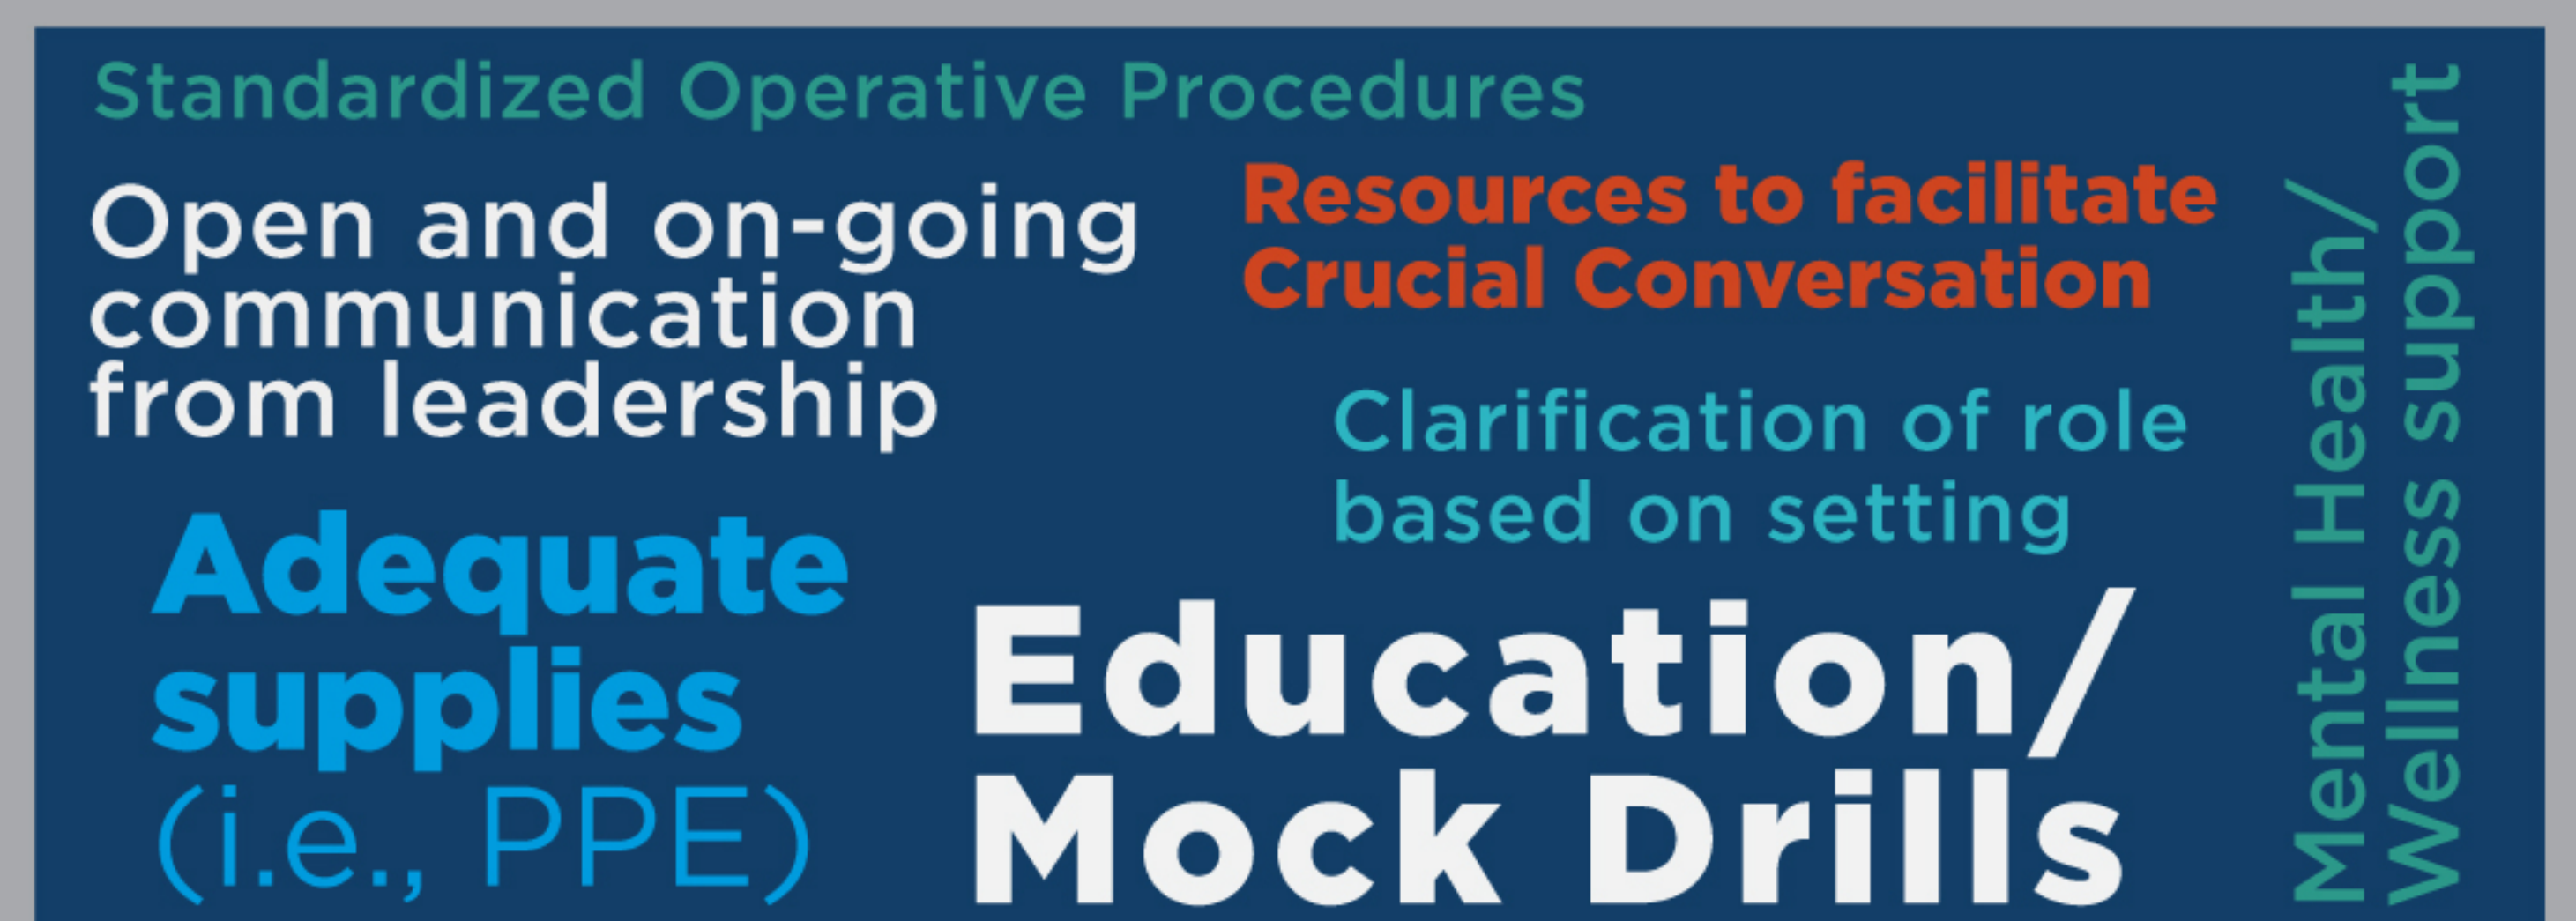 Standardized Operative Procedures
Open and on-going
communication
from leadership
Resources to facilitate
Crucial Conversation
Clarification of role
based on setting
Adequate
supplies
(i.e., PPE)
Education/
Mock Drills
Mental Health/
Wellness support